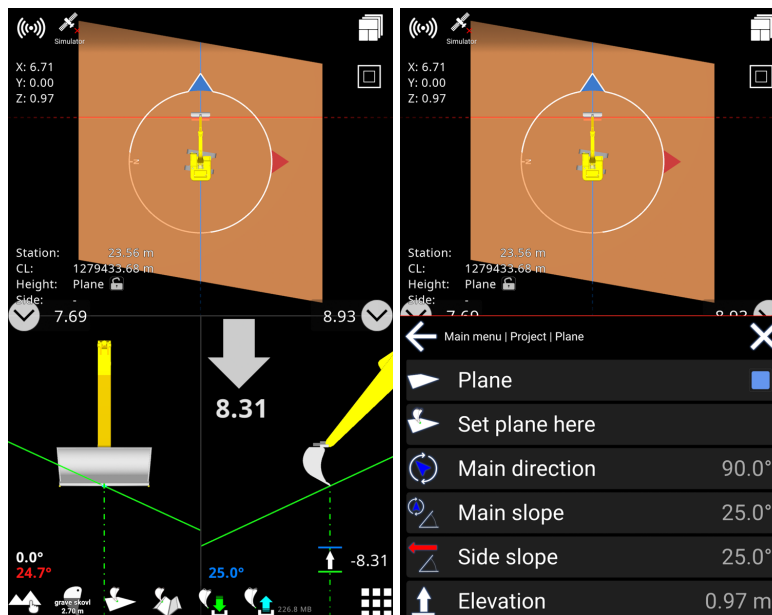 Simulator
X: 6.71
Y: 0.00
Z: 0.97
N
Station: 23.56 m
CL: 1279433.68 m
Height: Plane
Side: -
7.69
8.93
8.31
0.0°
24.7°
25.0°
-8.31
grave skovl
2.70 m
226.8 MB
Simulator
X: 6.71
Y: 0.00
Z: 0.97
N
Station: 23.56 m
CL: 1279433.68 m
Height: Plane
Side: -
7.69
8.93
Main menu | Project | Plane
Plane
Set plane here
Main direction 90.0°
Main slope 25.0°
Side slope 25.0°
Elevation 0.97 m